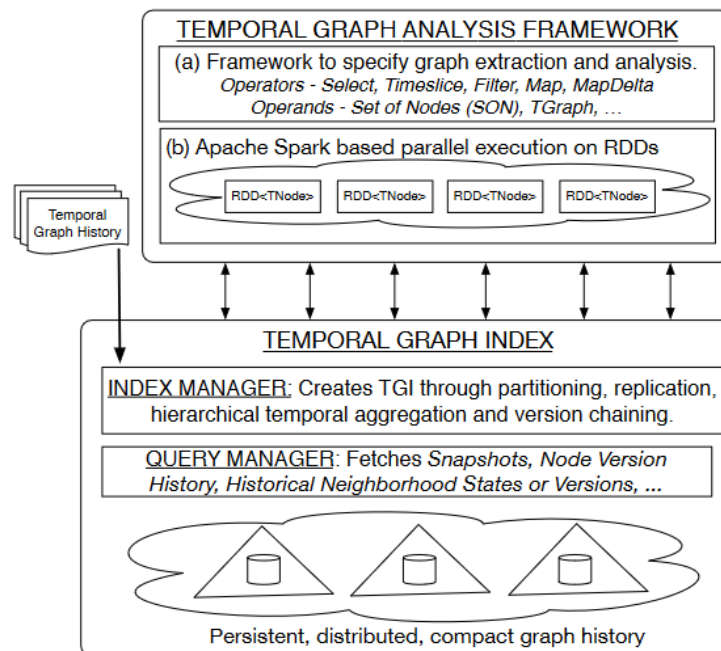 TEMPORAL GRAPH ANALYSIS FRAMEWORK
(a) Framework to specify graph extraction and analysis.
Operators - Select, Timeslice, Filter, Map, MapDelta
Operands - Set of Nodes (SON), TGraph, ...
(b) Apache Spark based parallel execution on RDDs
RDD<TNode>
RDD<TNode>
RDD<TNode>
RDD<TNode>
Temporal
Graph History
TEMPORAL GRAPH INDEX
INDEX MANAGER: Creates TGI through partitioning, replication,
hierarchical temporal aggregation and version chaining.
QUERY MANAGER: Fetches Snapshots, Node Version
History, Historical Neighborhood States or Versions, ...
Persistent, distributed, compact graph history